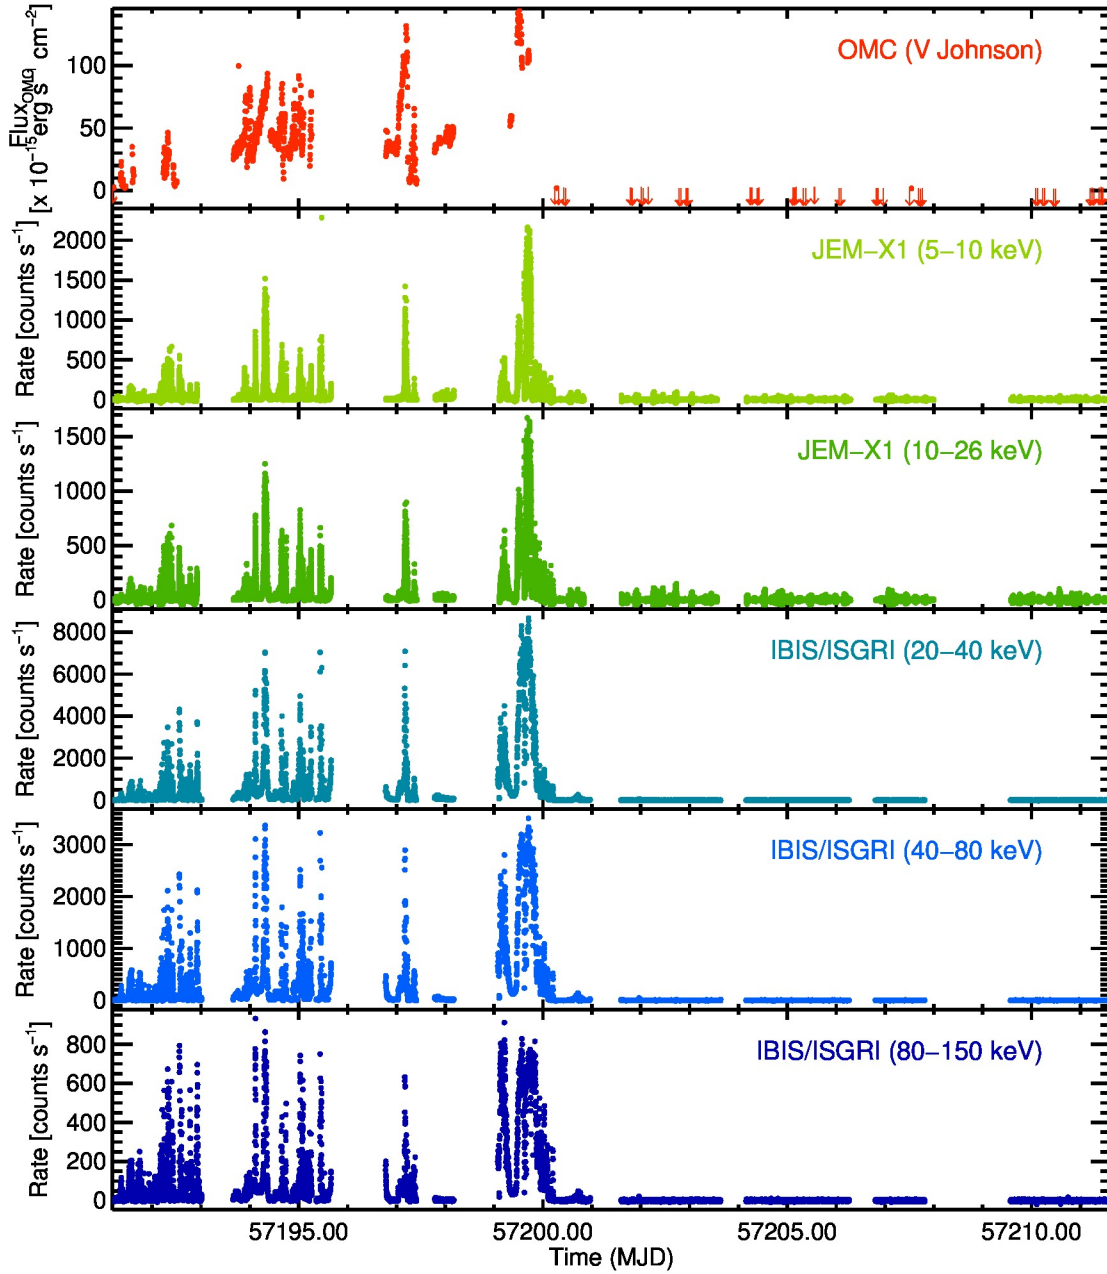 Flux_OMC
[x 10⁻¹⁵erg s cm⁻²]
100
50
0
OMC (V Johnson)
Rate [counts s⁻¹]
2000
1500
1000
500
0
JEM−X1 (5−10 keV)
Rate [counts s⁻¹]
1500
1000
500
0
JEM−X1 (10−26 keV)
Rate [counts s⁻¹]
8000
6000
4000
2000
0
IBIS/ISGRI (20−40 keV)
Rate [counts s⁻¹]
3000
2000
1000
0
IBIS/ISGRI (40−80 keV)
Rate [counts s⁻¹]
800
600
400
200
0
IBIS/ISGRI (80−150 keV)
57195.00 57200.00 57205.00 57210.00
Time (MJD)